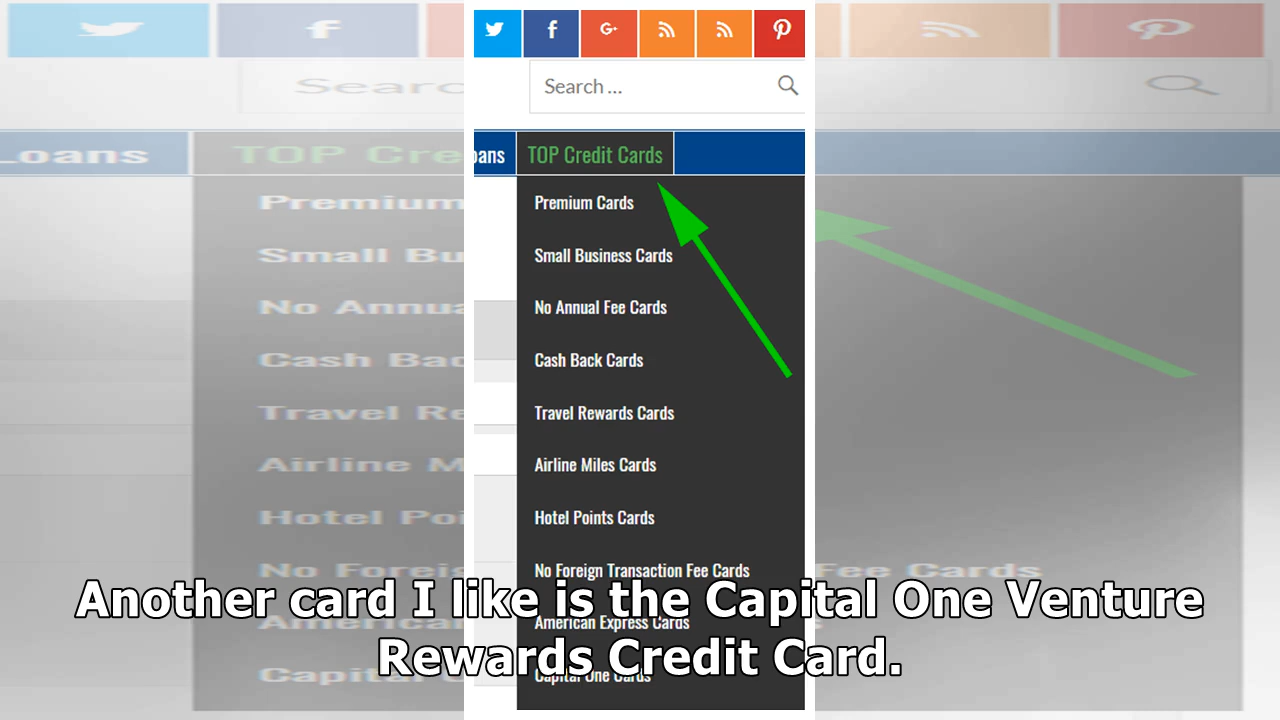 Search ...
oans
TOP Credit Cards
Premium Cards
Small Business Cards
No Annual Fee Cards
Cash Back Cards
Travel Rewards Cards
Airline Miles Cards
Hotel Points Cards
No Foreign Transaction Fee Cards
American Express Cards
Capital One Cards
Another card I like is the Capital One Venture
Rewards Credit Card.